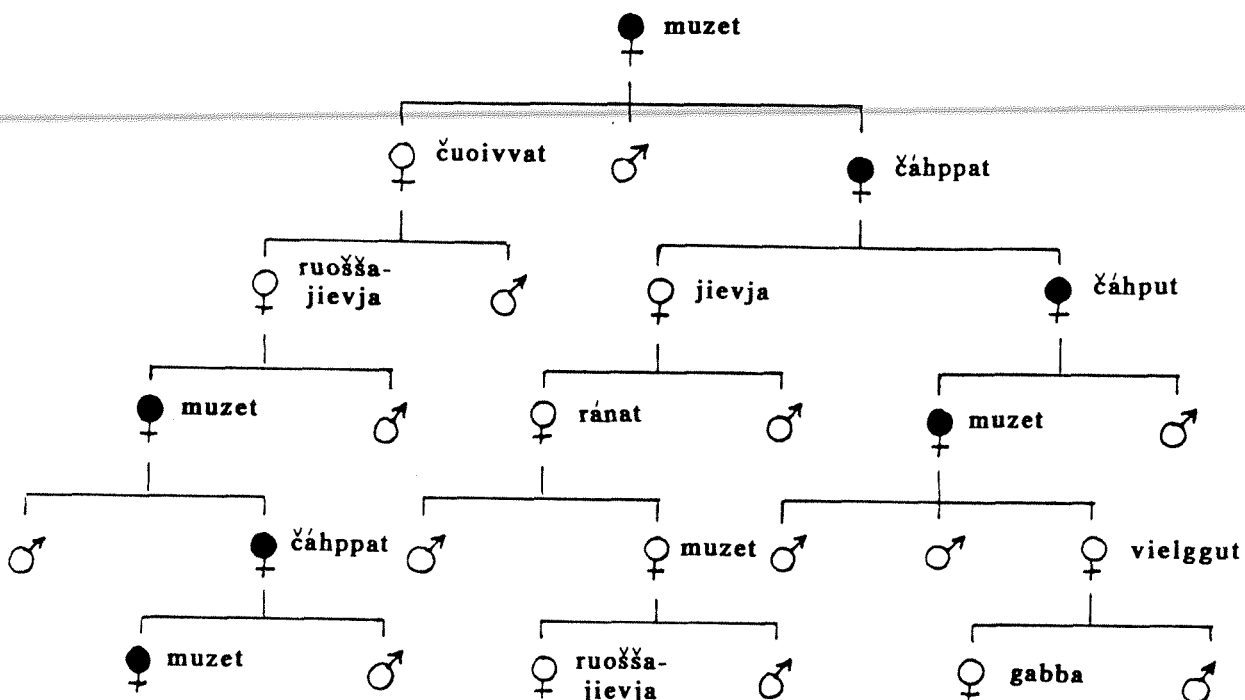 muzet
čuoivvat
čáhppat
ruošša-
jievja
jievja
čáhput
muzet
ránat
muzet
čáhppat
muzet
vielggut
muzet
ruošša-
jievja
gabba